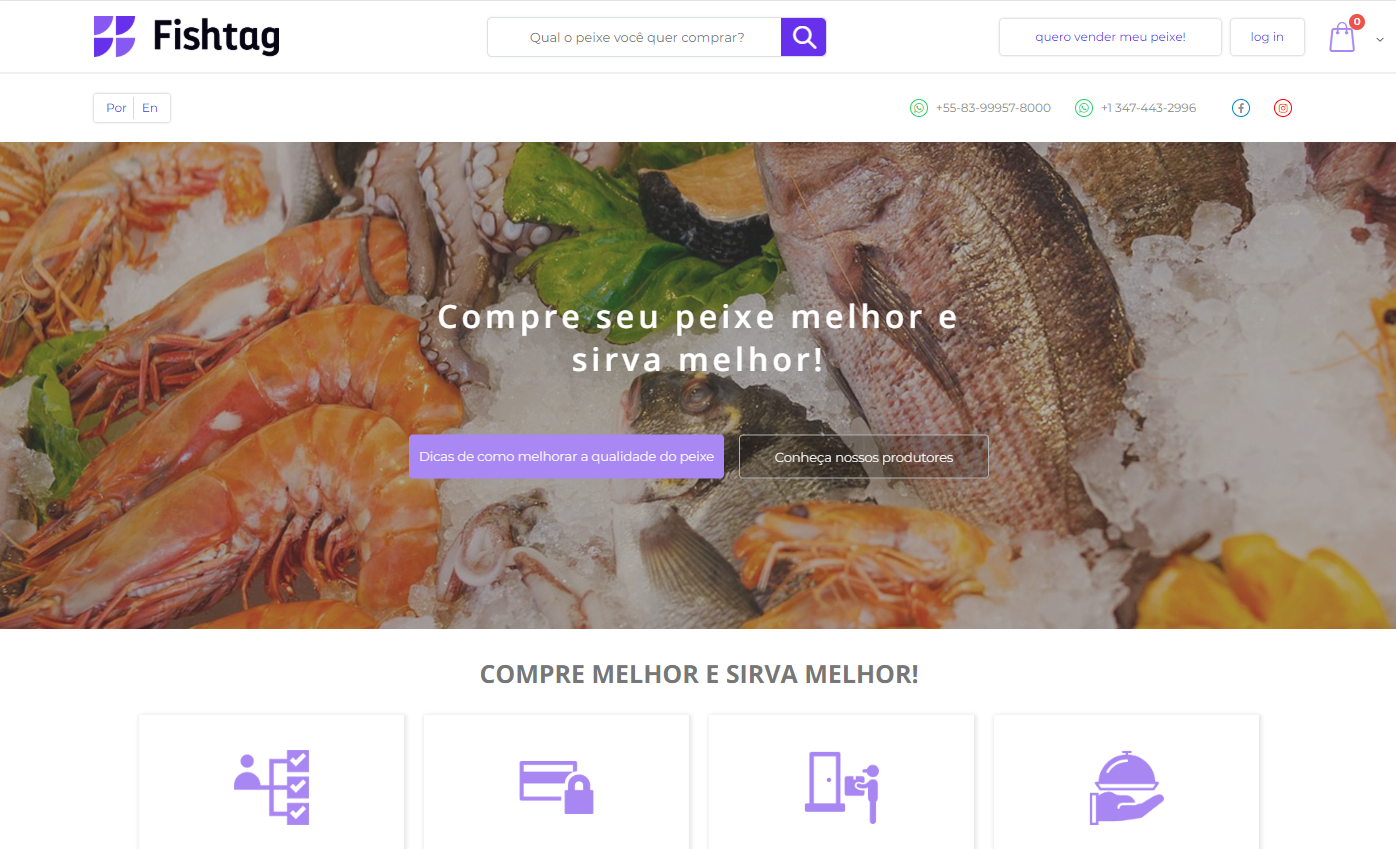 Fishtag
Qual o peixe você quer comprar?
quero vender meu peixe!
log in
0
Por
En
+55-83-99957-8000
+1 347-443-2996
Compre seu peixe melhor e
sirva melhor!
Dicas de como melhorar a qualidade do peixe
Conheça nossos produtores
COMPRE MELHOR E SIRVA MELHOR!